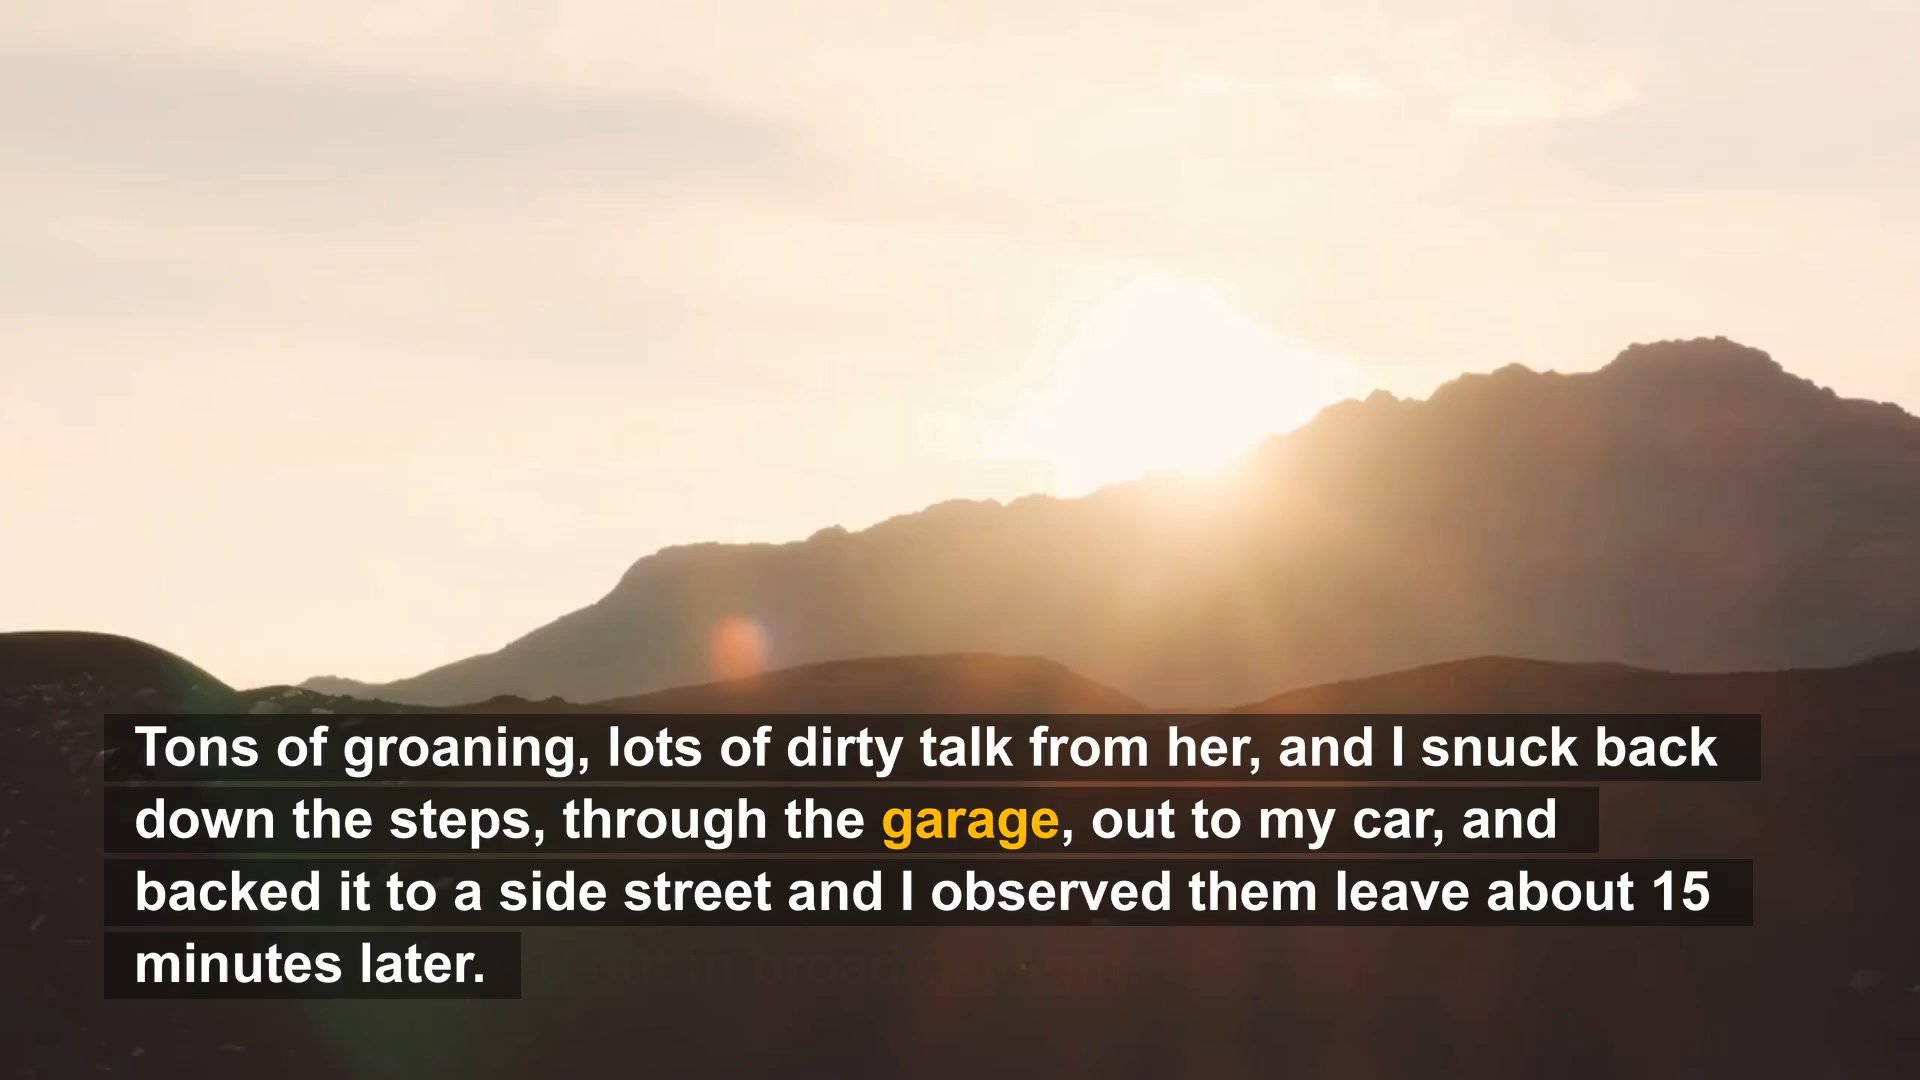 Tons of groaning, lots of dirty talk from her, and I snuck back
down the steps, through the garage, out to my car, and
backed it to a side street and I observed them leave about 15
minutes later.